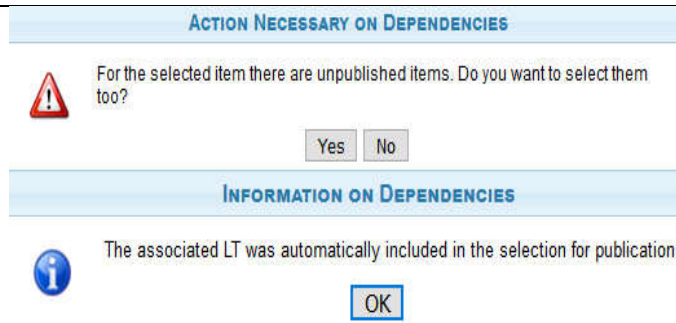 ACTION NECESSARY ON DEPENDENCIES
For the selected item there are unpublished items. Do you want to select them
too?
Yes No
INFORMATION ON DEPENDENCIES
The associated LT was automatically included in the selection for publication
OK